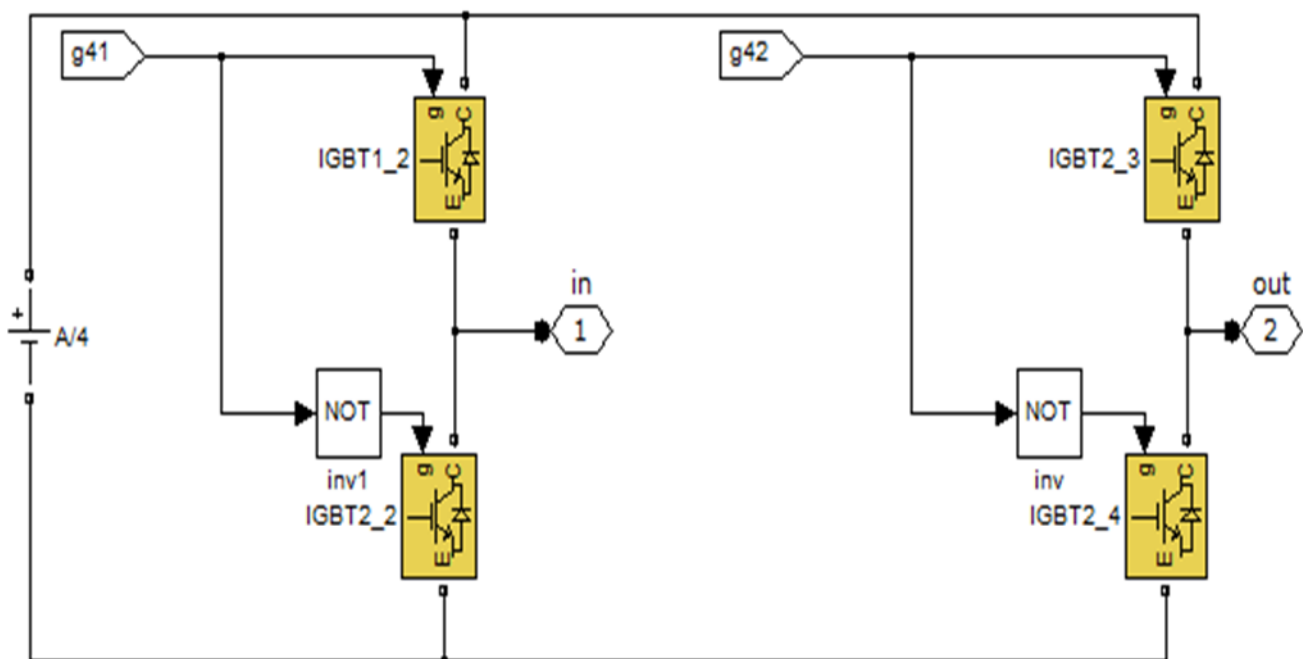 g41
g42
g C
IGBT1_2
E
g C
IGBT2_3
E
in
1
out
2
+
A/4
NOT
inv1
g C
IGBT2_2
E
NOT
inv
g C
IGBT2_4
E